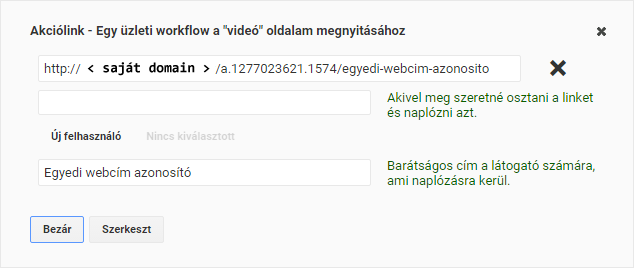 Akciólink - Egy üzleti workflow a "videó" oldalam megnyitásához
http:// < saját domain > /a.1277023621.1574/egyedi-webcim-azonosito
Akivel meg szeretné osztani a linket
és naplózni azt.
Új felhasználó Nincs kiválasztott
Egyedi webcím azonosító
Barátságos cím a látogató számára,
ami naplózásra kerül.
Bezár Szerkeszt